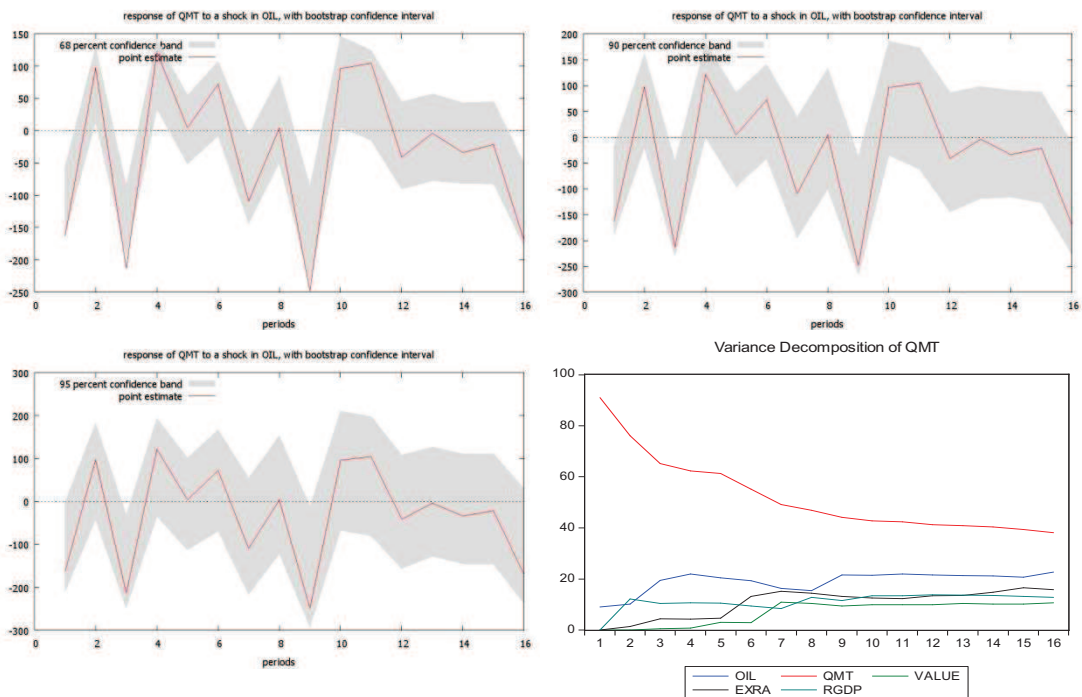 response of QMT to a shock in OIL, with bootstrap confidence interval
68 percent confidence band
point estimate
150
100
50
0
-50
-100
-150
-200
-250
0 2 4 6 8 10 12 14 16
periods
response of QMT to a shock in OIL, with bootstrap confidence interval
90 percent confidence band
point estimate
200
150
100
50
0
-50
-100
-150
-200
-250
-300
0 2 4 6 8 10 12 14 16
periods
response of QMT to a shock in OIL, with bootstrap confidence interval
95 percent confidence band
point estimate
300
200
100
0
-100
-200
-300
0 2 4 6 8 10 12 14 16
periods
Variance Decomposition of QMT
100
80
60
40
20
0
1 2 3 4 5 6 7 8 9 10 11 12 13 14 15 16
OIL QMT VALUE
EXRA RGDP